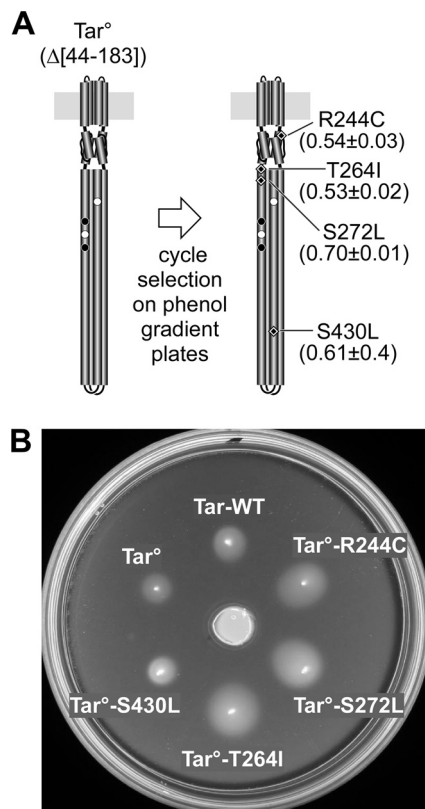 A
Tar°
(Δ[44-183])
R244C
(0.54±0.03)
T264I
(0.53±0.02)
S272L
(0.70±0.01)
cycle
selection
on phenol
gradient
plates
S430L
(0.61±0.4)
B
Tar-WT
Tar°
Tar°-R244C
Tar°-S430L
Tar°-S272L
Tar°-T264I